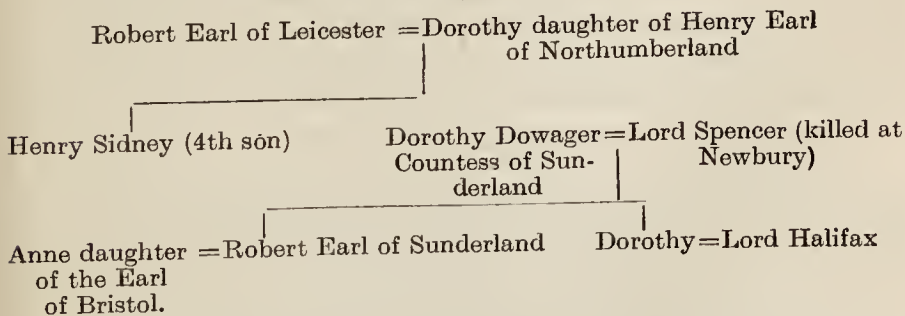 Robert Earl of Leicester = Dorothy daughter of Henry Earl
of Northumberland
Henry Sidney (4th son)
Dorothy Dowager = Lord Spencer (killed at
Countess of Sun-
Newbury)
derland
Anne daughter = Robert Earl of Sunderland
Dorothy = Lord Halifax
of the Earl
of Bristol.